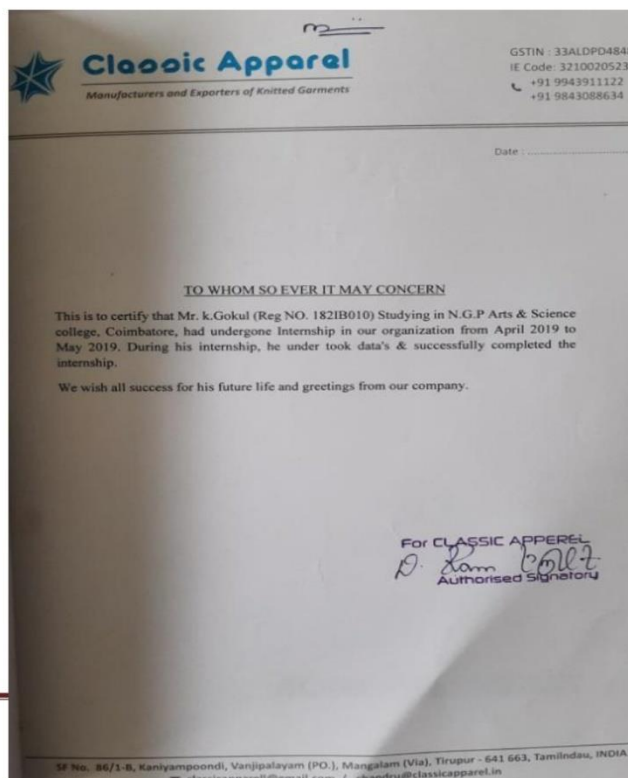 Classic Apparel
Manufacturers and Exporters of Knitted Garments
GSTIN : 33ALDPD484
IE Code: 3210020523
+91 9943911122
+91 9843088634
Date :
TO WHOM SO EVER IT MAY CONCERN
This is to certify that Mr. k.Gokul (Reg NO. 182IB010) Studying in N.G.P Arts & Science
college, Coimbatore, had undergone Internship in our organization from April 2019 to
May 2019. During his internship, he under took data's & successfully completed the
internship.
We wish all success for his future life and greetings from our company.
For CLASSIC APPEREL
D. Ram
Authorised Signatory
SF No. 86/1-B, Kaniyampoondi, Vanjipalayam (PO.), Mangalam (Via), Tirupur - 641 663, Tamilndau, INDIA